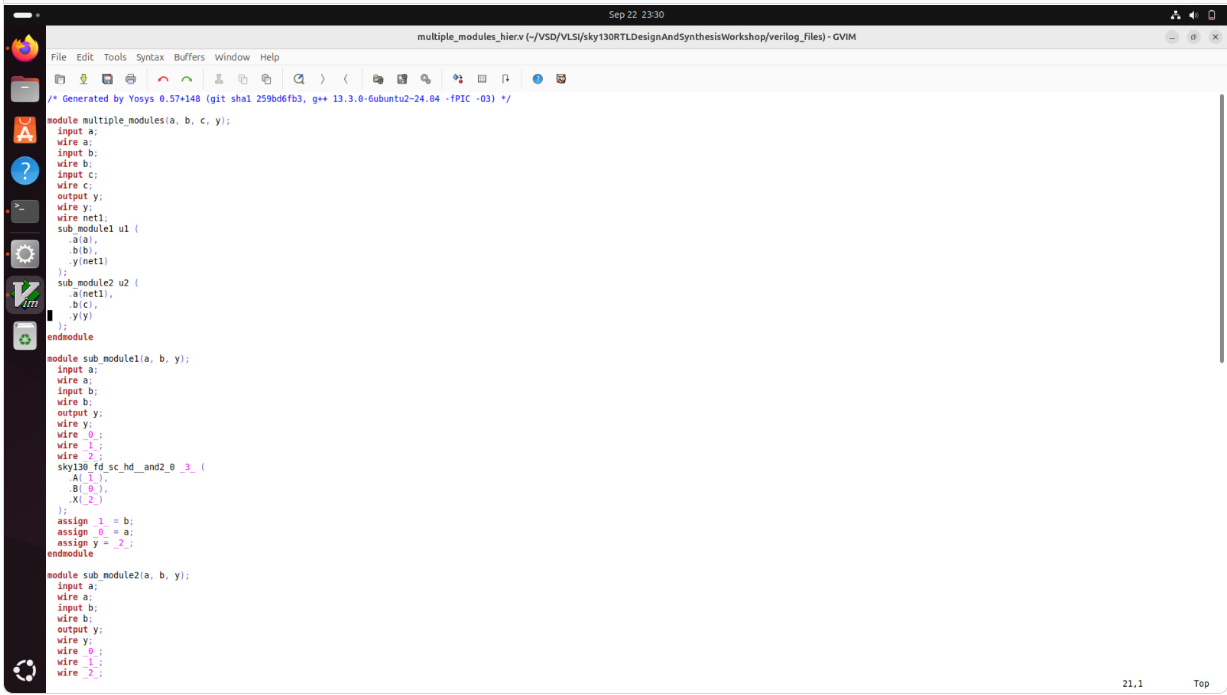 Sep 22 23:30
multiple_modules_hier.v (~/VSD/VLSI/sky130RTLDesignAndSynthesisWorkshop/verilog_files) - GVIM
File Edit Tools Syntax Buffers Window Help
/* Generated by Yosys 0.57+148 (git sha1 259bd6fb3, g++ 13.3.0-6ubuntu2~24.04 -fPIC -O3) */
module multiple_modules(a, b, c, y);
  input a;
  wire a;
  input b;
  wire b;
  input c;
  wire c;
  output y;
  wire y;
  wire net1;
  sub_module1 u1 (
    .a(a),
    .b(b),
    .y(net1)
  );
  sub_module2 u2 (
    .a(net1),
    .b(c),
    .y(y)
  );
endmodule
module sub_module1(a, b, y);
  input a;
  wire a;
  input b;
  wire b;
  output y;
  wire y;
  wire _0_;
  wire _1_;
  wire _2_;
  sky130_fd_sc_hd__and2_0 _3_ (
    .A(_1_),
    .B(_0_),
    .X(_2_)
  );
  assign _1_ = b;
  assign _0_ = a;
  assign y = _2_;
endmodule
module sub_module2(a, b, y);
  input a;
  wire a;
  input b;
  wire b;
  output y;
  wire y;
  wire _0_;
  wire _1_;
  wire _2_;
21,1 Top